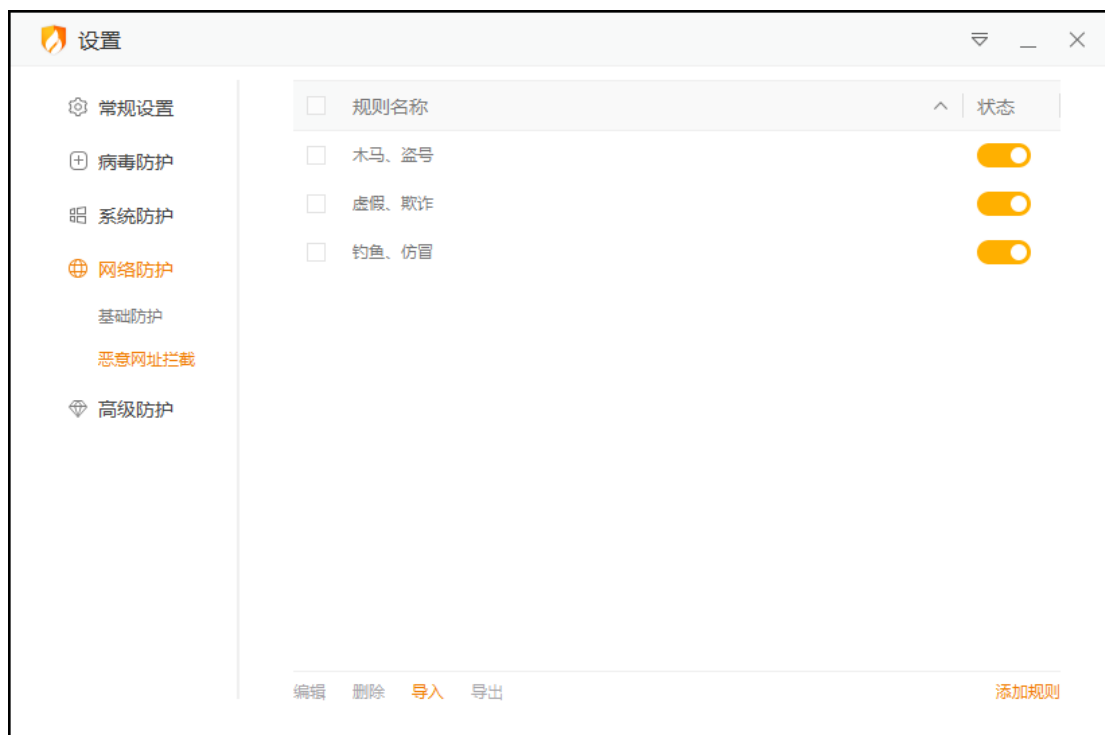 设置
常规设置
病毒防护
系统防护
网络防护
基础防护
恶意网址拦截
高级防护
规则名称 状态
木马、盗号
虚假、欺诈
钓鱼、仿冒
编辑 删除 导入 导出 添加规则